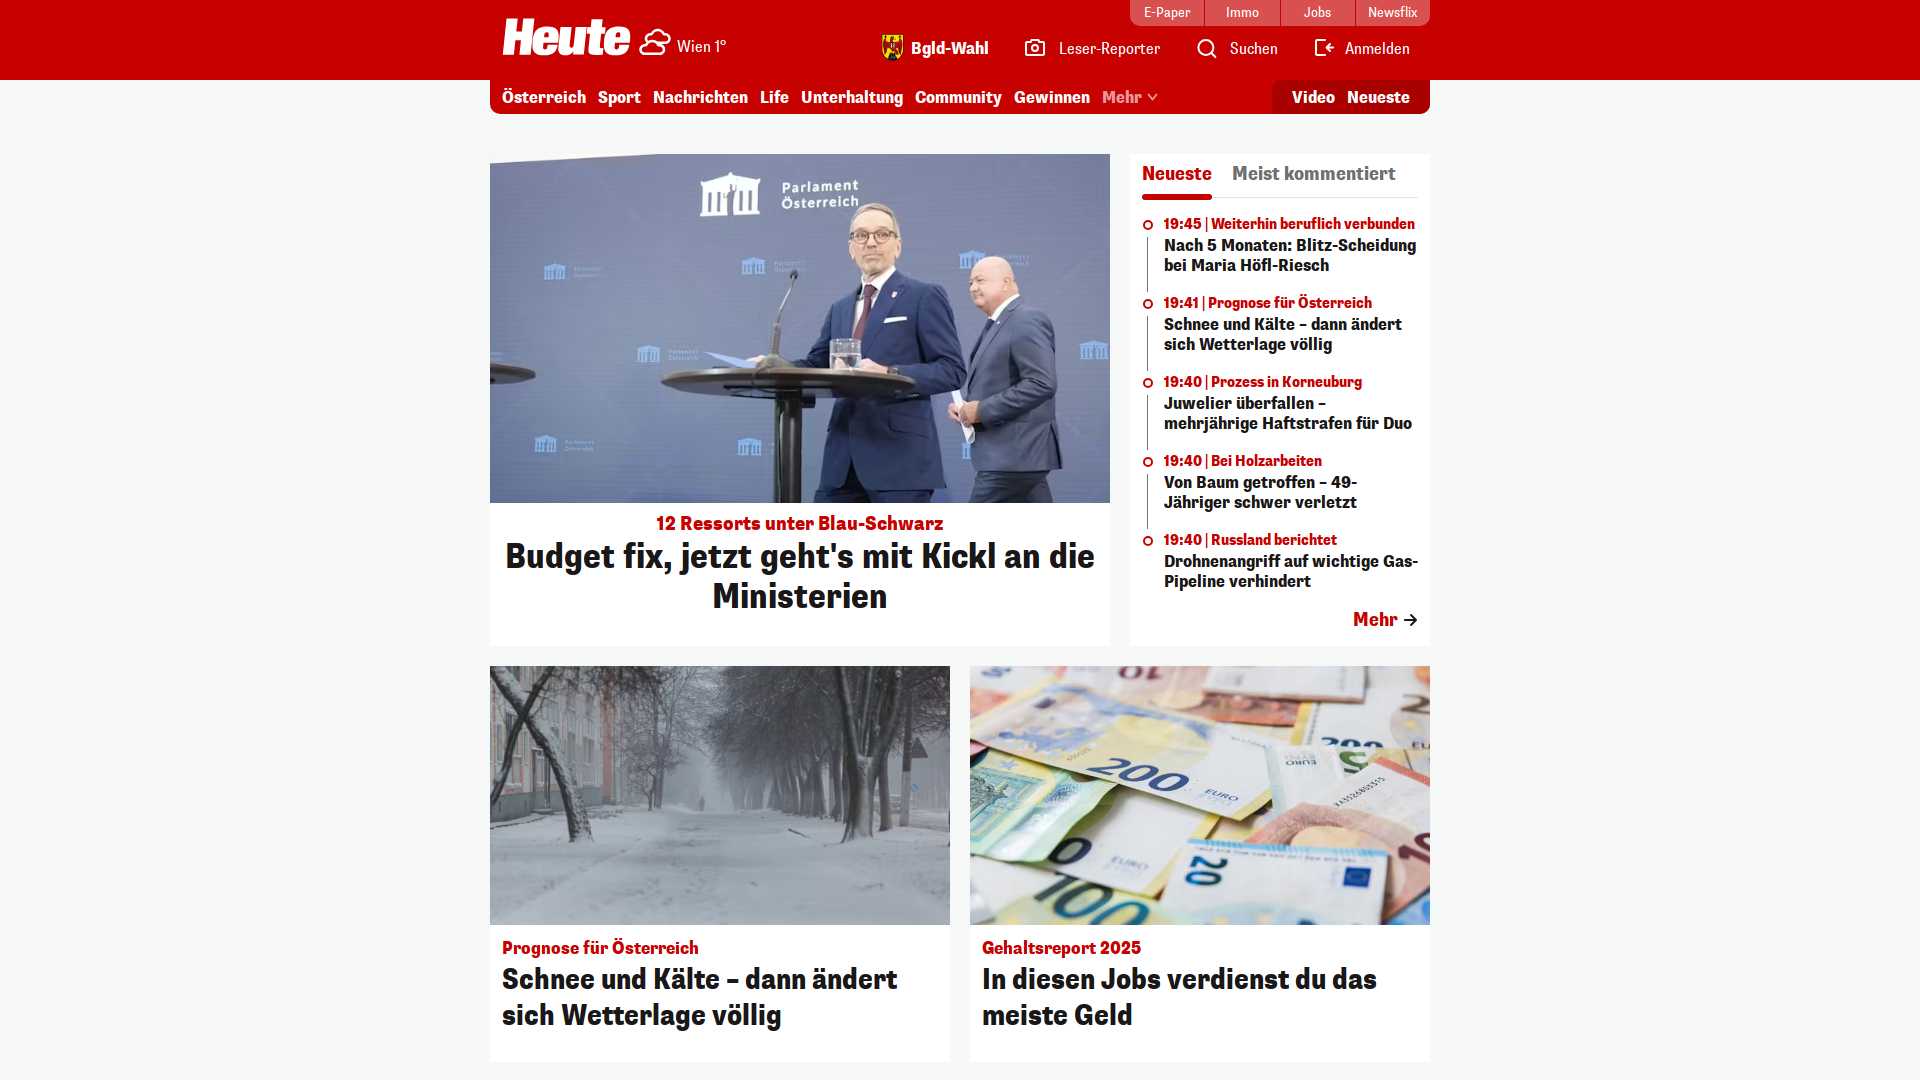 E-Paper
Immo
Jobs
Newsflix
Heute
Wien 1°
Bgld-Wahl
Leser-Reporter
Suchen
Anmelden
Österreich
Sport
Nachrichten
Life
Unterhaltung
Community
Gewinnen
Mehr
Video
Neueste
Parlament
Österreich
12 Ressorts unter Blau-Schwarz
Budget fix, jetzt geht's mit Kickl an die
Ministerien
Neueste
Meist kommentiert
19:45 | Weiterhin beruflich verbunden
Nach 5 Monaten: Blitz-Scheidung
bei Maria Höfl-Riesch
19:41 | Prognose für Österreich
Schnee und Kälte – dann ändert
sich Wetterlage völlig
19:40 | Prozess in Korneuburg
Juwelier überfallen –
mehrjährige Haftstrafen für Duo
19:40 | Bei Holzarbeiten
Von Baum getroffen – 49-
Jähriger schwer verletzt
19:40 | Russland berichtet
Drohnenangriff auf wichtige Gas-
Pipeline verhindert
Mehr
200
EURO
20
100
Prognose für Österreich
Schnee und Kälte – dann ändert
sich Wetterlage völlig
Gehaltsreport 2025
In diesen Jobs verdienst du das
meiste Geld